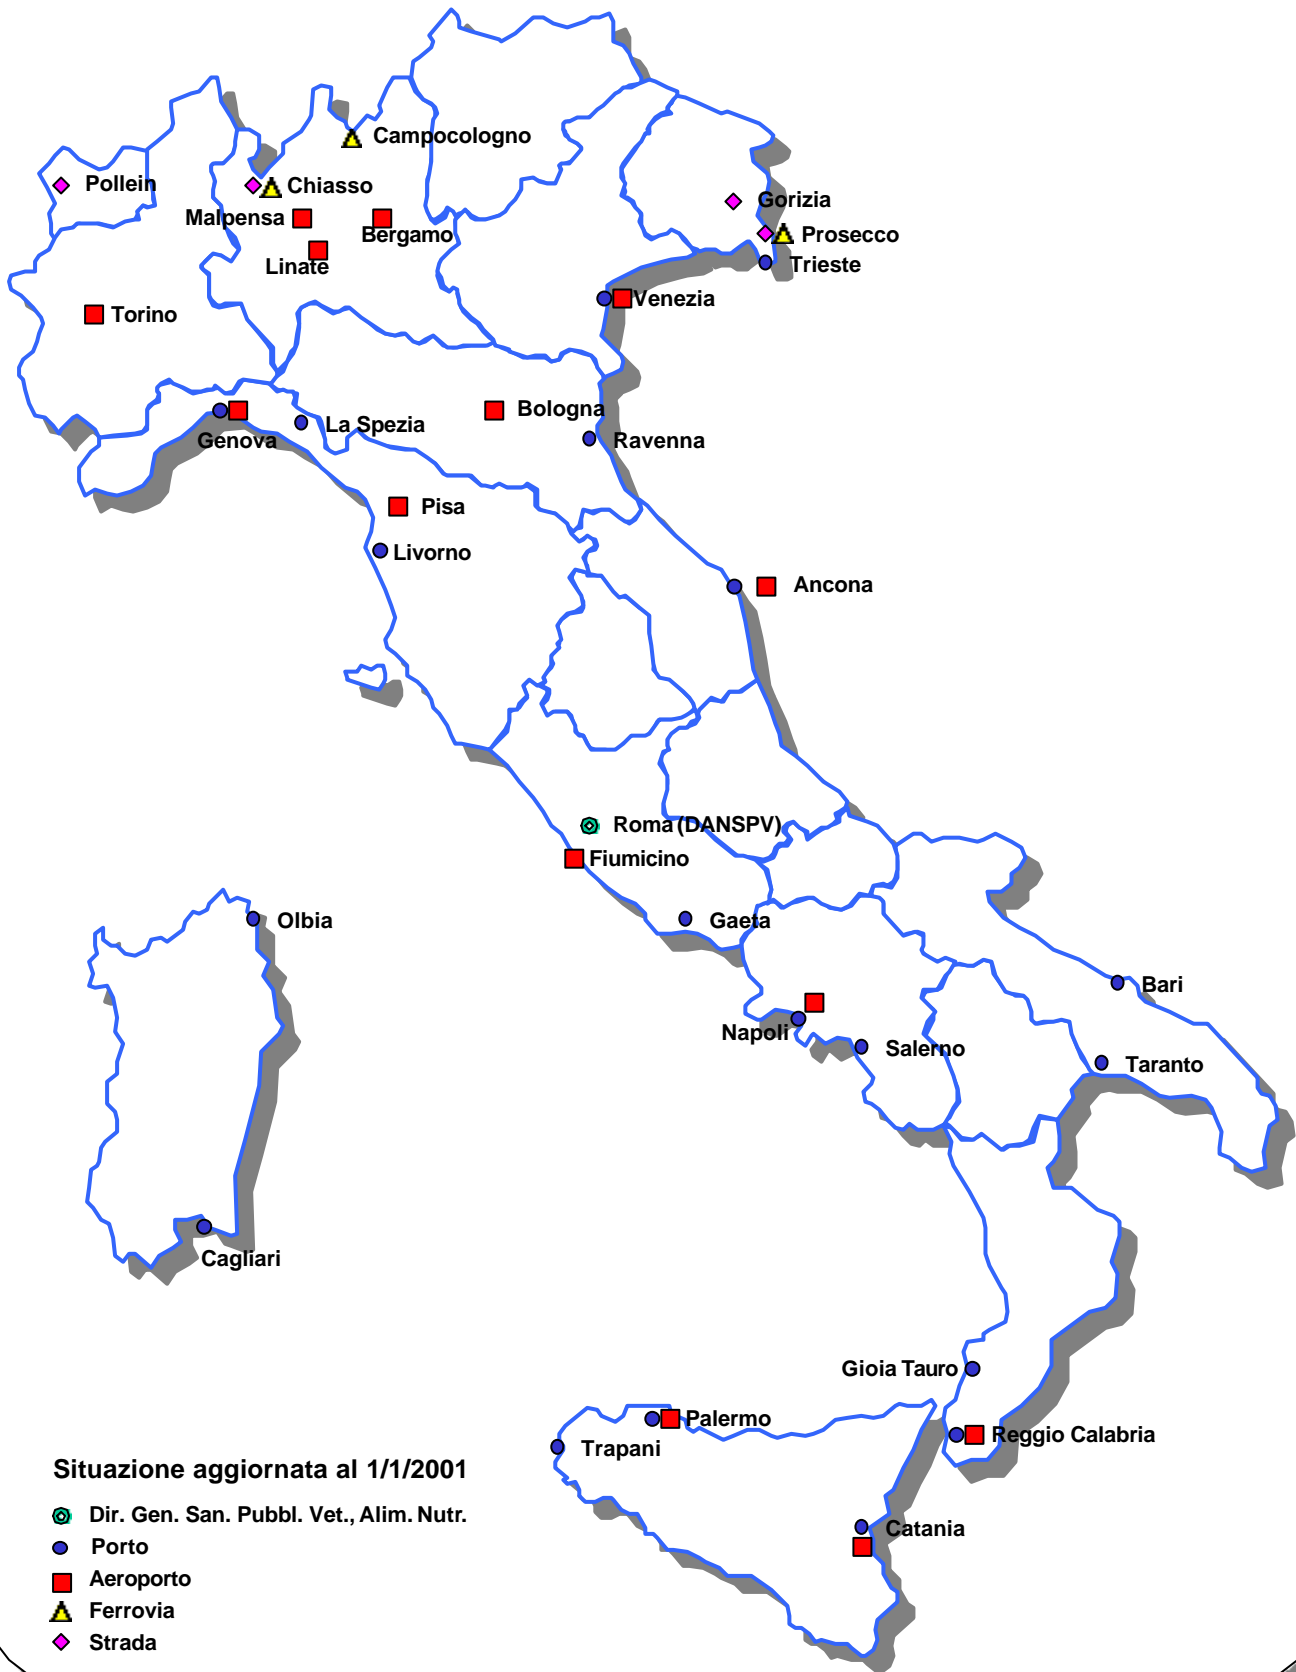 Campocologno
Pollein
Chiasso
Gorizia
Malpensa
Bergamo
Prosecco
Linate
Trieste
Venezia
Torino
Bologna
La Spezia
Genova
Ravenna
Pisa
Livorno
Ancona
Roma (DANSPV)
Fiumicino
Olbia
Gaeta
Bari
Napoli
Salerno
Taranto
Cagliari
Gioia Tauro
Palermo
Reggio Calabria
Trapani
Situazione aggiornata al 1/1/2001
Dir. Gen. San. Pubbl. Vet., Alim. Nutr.
Catania
Porto
Aeroporto
Ferrovia
Strada